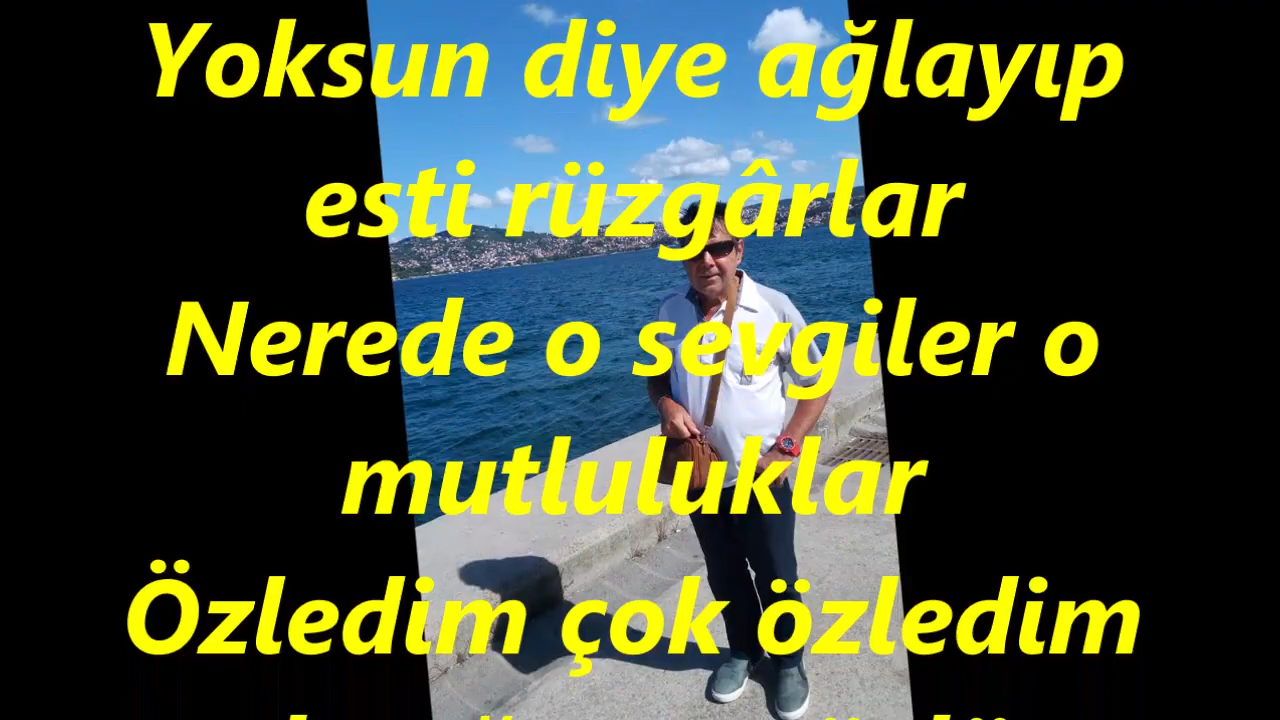 Yoksun diye ağlayıp
esti rüzgârlar
Nerede o sevgiler o
mutluluklar
Özledim çok özledim